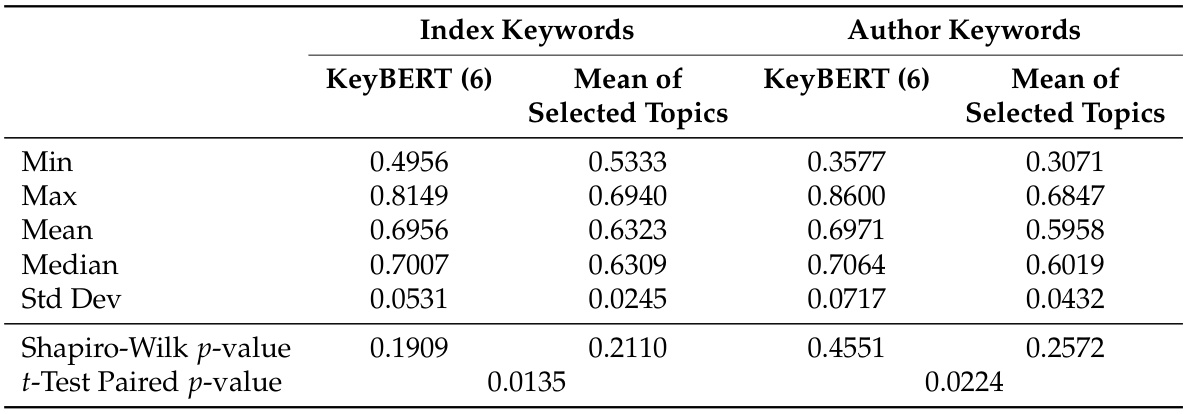 Index Keywords Author Keywords
KeyBERT (6) Mean of Selected Topics KeyBERT (6) Mean of Selected Topics
Min 0.4956 0.5333 0.3577 0.3071
Max 0.8149 0.6940 0.8600 0.6847
Mean 0.6956 0.6323 0.6971 0.5958
Median 0.7007 0.6309 0.7064 0.6019
Std Dev 0.0531 0.0245 0.0717 0.0432
Shapiro-Wilk p-value 0.1909 0.2110 0.4551 0.2572
t-Test Paired p-value 0.0135 0.0224